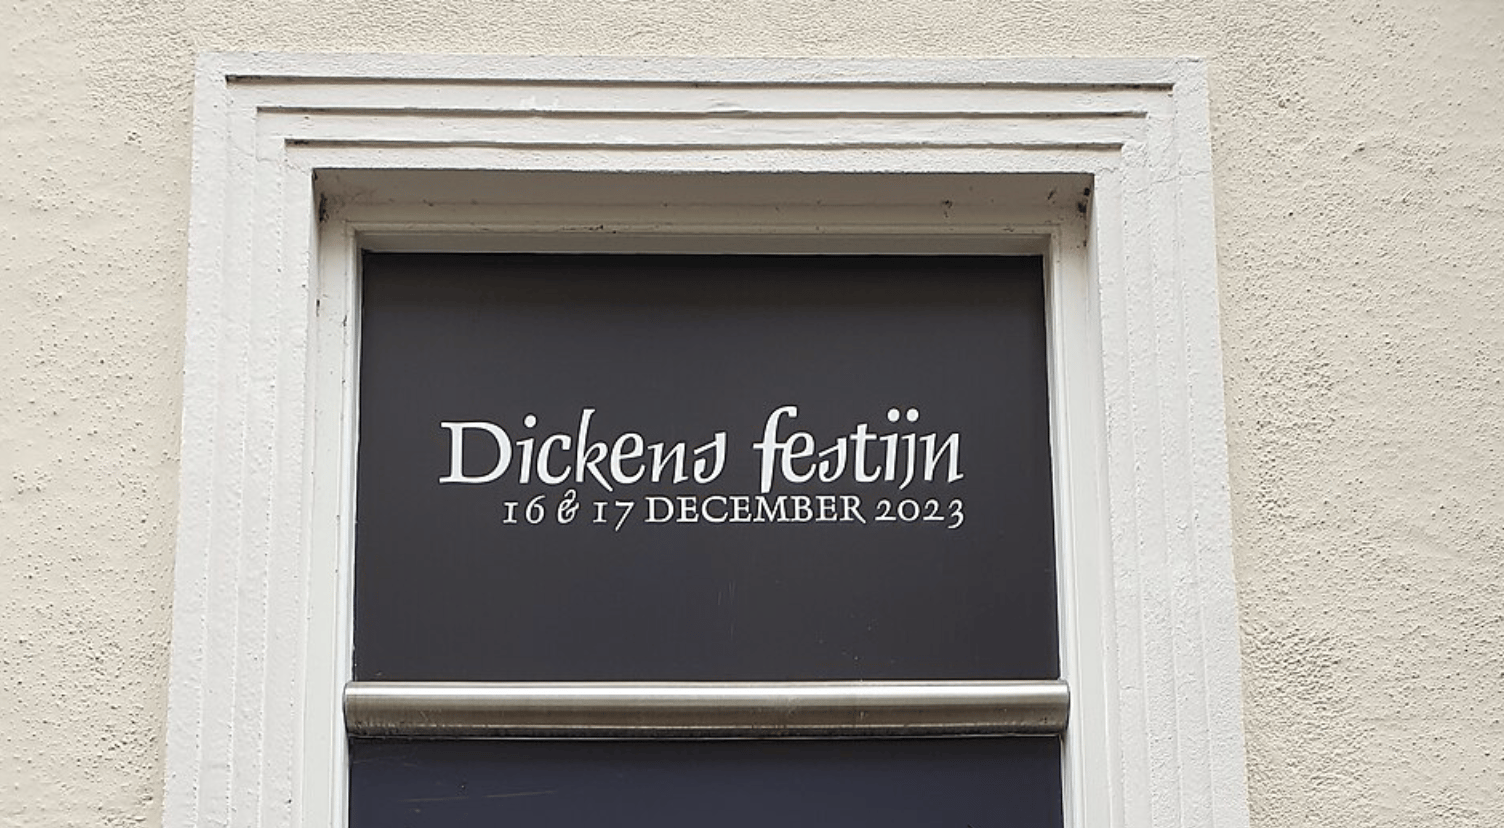 Dickens festijn
16 & 17 DECEMBER 2023